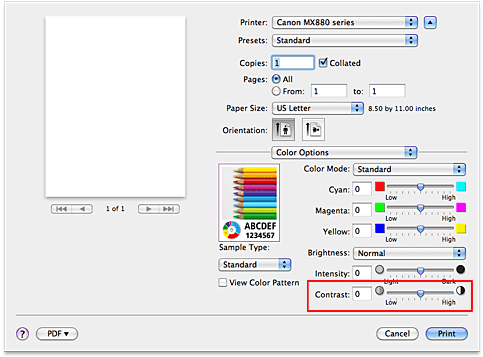 Printer: Canon MX880 series
Presets: Standard
Copies: 1 Collated
Pages: All
From: 1 to: 1
Paper Size: US Letter 8.50 by 11.00 inches
Orientation:
Color Options
1 of 1
ABCDEF
1234567
Sample Type:
Standard
View Color Pattern
Color Mode: Standard
Cyan: 0
Low High
Magenta: 0
Low High
Yellow: 0
Low High
Brightness: Normal
Intensity: 0
Light Dark
Contrast: 0
Low High
? PDF Cancel Print